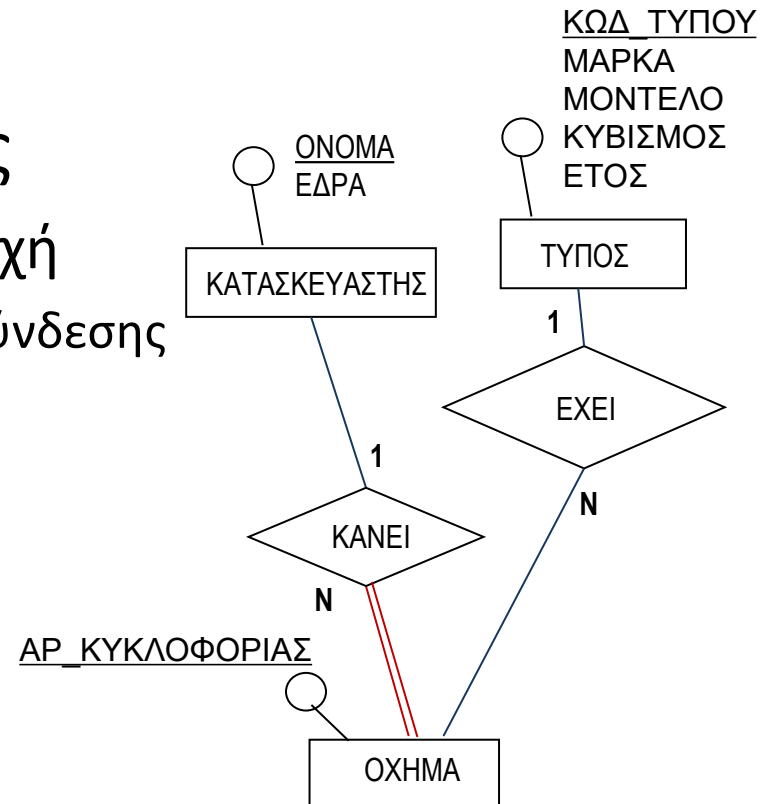 ΚΩΔ_ΤΥΠΟΥ
ΜΑΡΚΑ
ΜΟΝΤΕΛΟ
ΚΥΒΙΣΜΟΣ
ΕΤΟΣ
ΟΝΟΜΑ
ΕΔΡΑ
ς
χή
ύνδεσης
ΚΑΤΑΣΚΕΥΑΣΤΗΣ
ΤΥΠΟΣ
1
ΕΧΕΙ
1
Ν
ΚΑΝΕΙ
Ν
ΑΡ_ΚΥΚΛΟΦΟΡΙΑΣ
ΟΧΗΜΑ